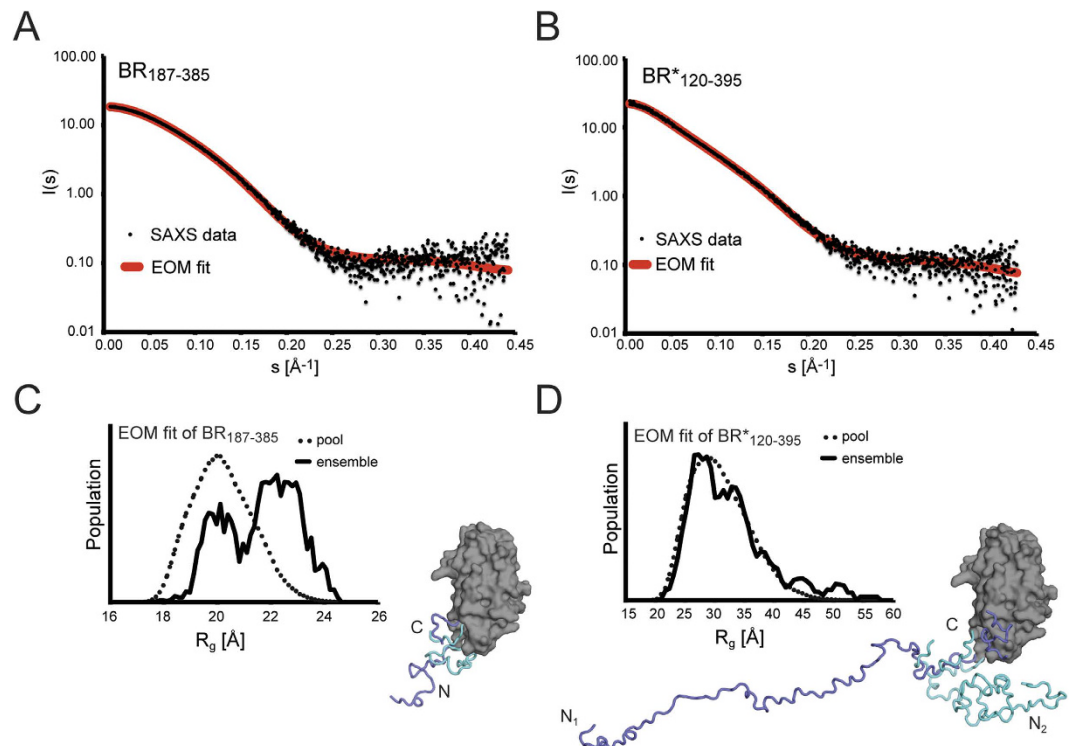 A
BR187-385
100.00
10.00
1.00
0.10
0.01
I(s)
SAXS data
EOM fit
0.00 0.05 0.10 0.15 0.20 0.25 0.30 0.35 0.40 0.45
s [Å-1]
B
BR*120-395
100.00
10.00
1.00
0.10
0.01
I(s)
SAXS data
EOM fit
0.00 0.05 0.10 0.15 0.20 0.25 0.30 0.35 0.40 0.45
s [Å-1]
C
EOM fit of BR187-385
pool
ensemble
Population
16 18 20 22 24 26
Rg [Å]
C
N
D
EOM fit of BR*120-395
pool
ensemble
Population
15 20 25 30 35 40 45 50 55 60
Rg [Å]
C
N1
N2